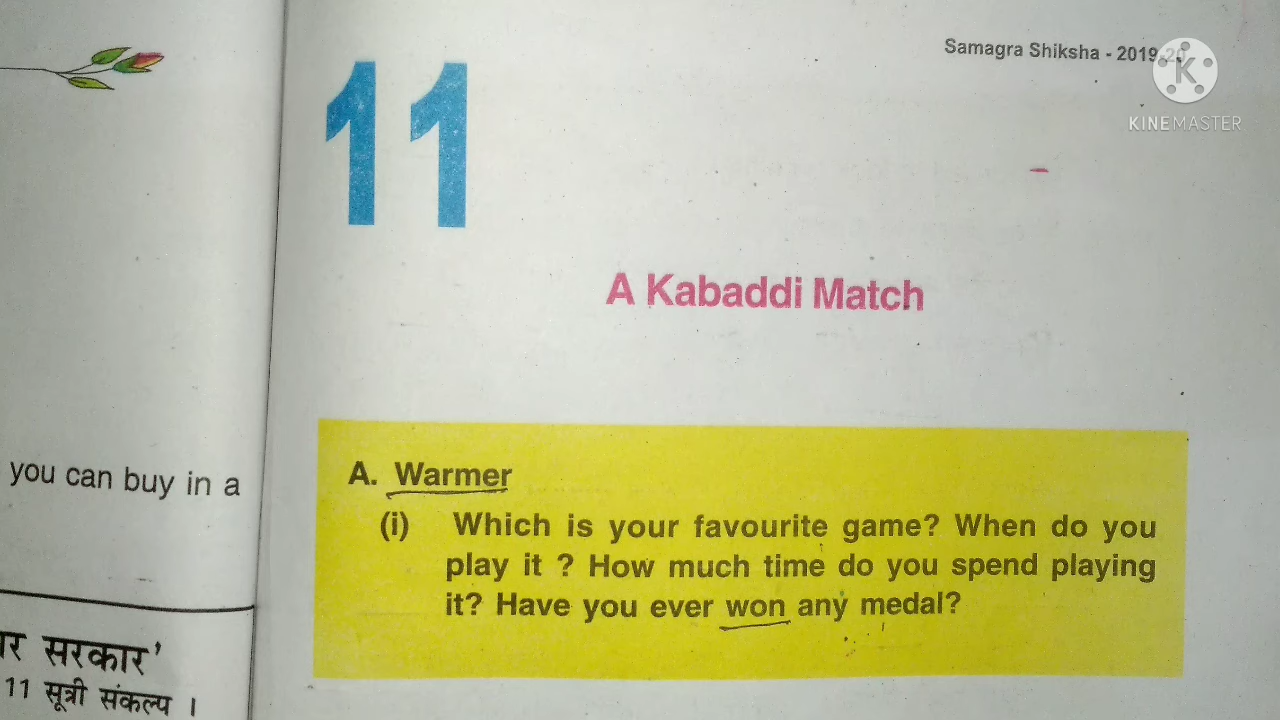 you can buy in a
र सरकार'
11 सूत्री संकल्प ।
Samagra Shiksha - 2019-20
K
KINEMASTER
11
A Kabaddi Match
A. Warmer
(i) Which is your favourite game? When do you
play it ? How much time do you spend playing
it? Have you ever won any medal?